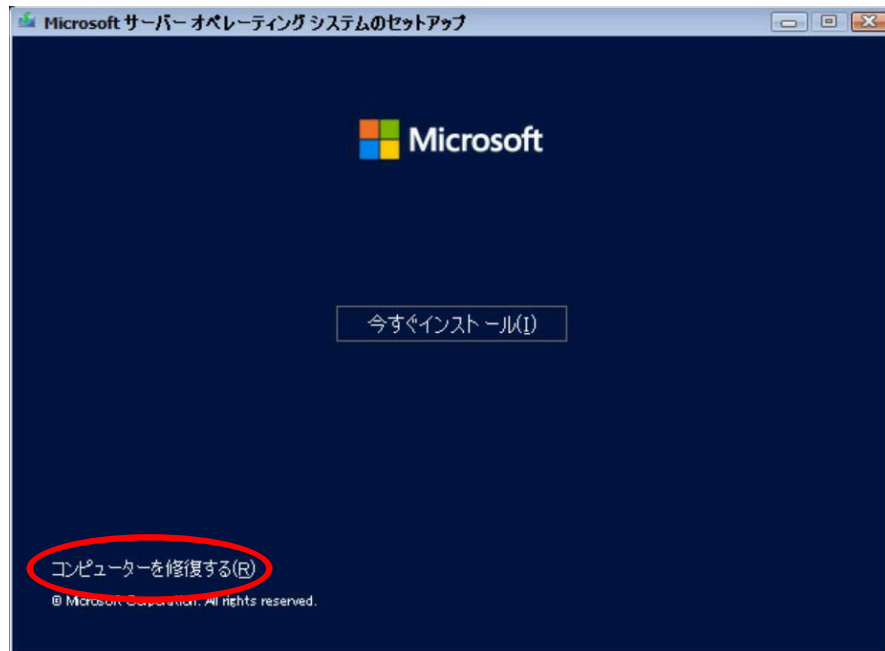 Microsoft サーバー オペレーティング システムのセットアップ
Microsoft
今すぐインストール(I)
コンピューターを修復する(R)
© Microsoft Corporation. All rights reserved.